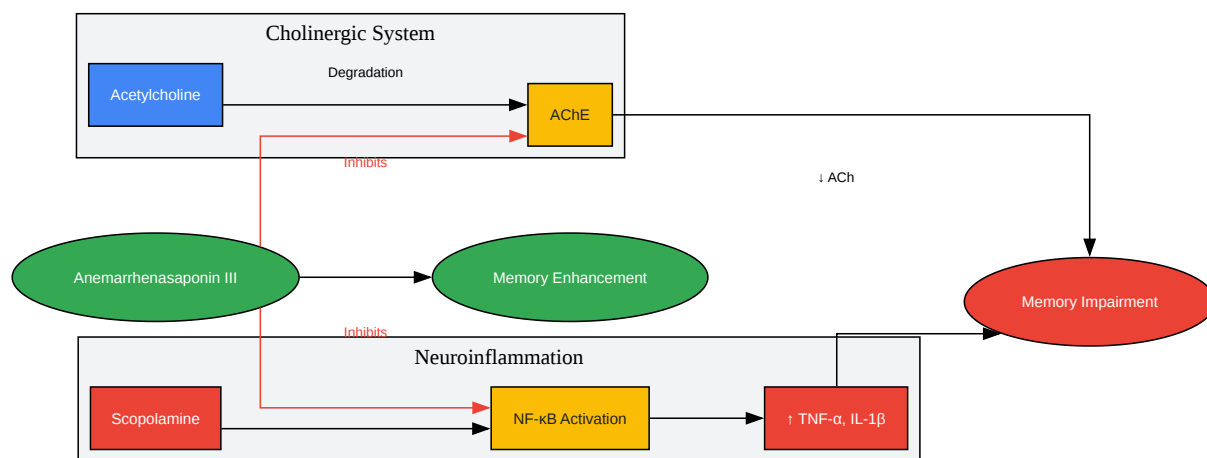 Cholinergic System
Degradation
Acetylcholine
AChE
Inhibits
↓ ACh
Anemarrhenasaponin III
Memory Enhancement
Memory Impairment
Inhibits
Neuroinflammation
Scopolamine
NF-κB Activation
↑ TNF-α, IL-1β